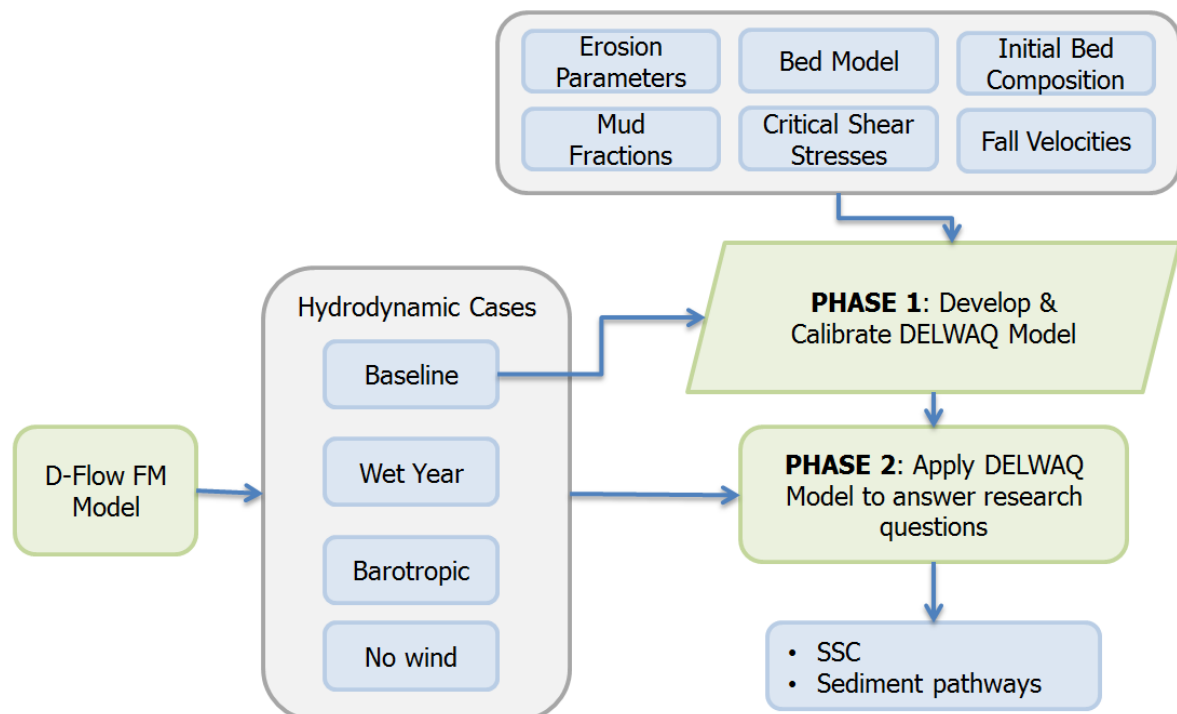 Erosion
Parameters
Bed Model
Initial Bed
Composition
Mud
Fractions
Critical Shear
Stresses
Fall Velocities
PHASE 1: Develop &
Calibrate DELWAQ Model
Hydrodynamic Cases
Baseline
Wet Year
Barotropic
No wind
D-Flow FM
Model
PHASE 2: Apply DELWAQ
Model to answer research
questions
• SSC
• Sediment pathways